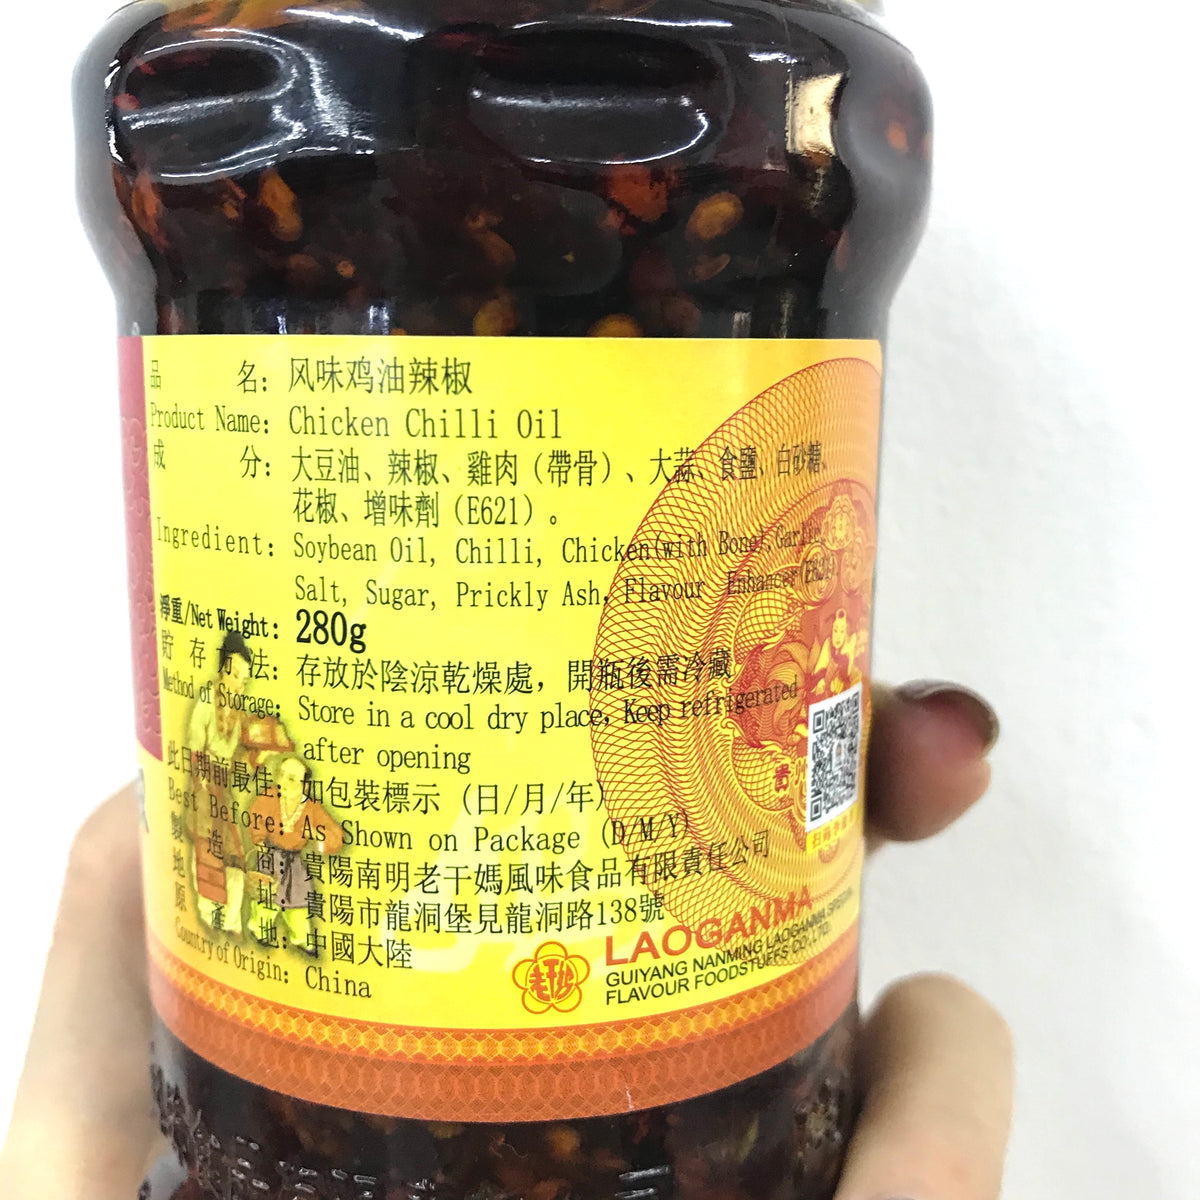 品 名: 风味鸡油辣椒
Product Name: Chicken Chilli Oil
成 分: 大豆油、辣椒、雞肉（帶骨）、大蒜、食鹽、白砂糖、
花椒、增味劑（E621）。
Ingredient: Soybean Oil, Chilli, Chicken(with Bone),Garlic,
Salt, Sugar, Prickly Ash, Flavour Enhancer(E621)
淨重/Net Weight: 280g
貯存方法: 存放於陰涼乾燥處，開瓶後需冷藏
Method of Storage: Store in a cool dry place, Keep refrigerated
after opening
此日期前最佳: 如包裝標示 (日/月/年)
Best Before: As Shown on Package (D/M/Y)
製造商: 貴陽南明老干媽風味食品有限責任公司
地 址: 貴陽市龍洞堡見龍洞路138號
原產地: 中國大陸
Country of Origin: China
老干妈
LAOGANMA
GUIYANG NANMING LAOGANMA SPECIAL
FLAVOUR FOODSTUFFS CO.,LTD.